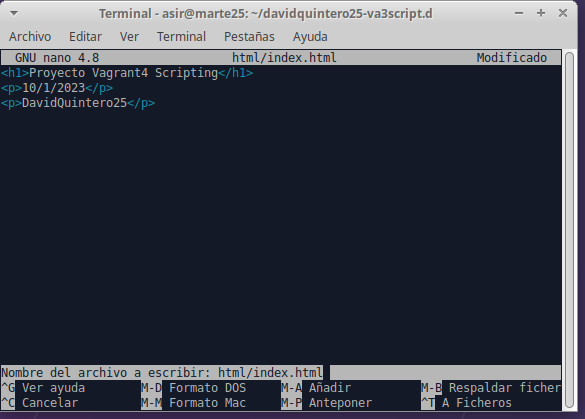 Terminal - asir@marte25: ~/davidquintero25-va3script.d
Archivo Editar Ver Terminal Pestañas Ayuda
GNU nano 4.8 html/index.html Modificado
<h1>Proyecto Vagrant4 Scripting</h1>
<p>10/1/2023</p>
<p>DavidQuintero25</p>
Nombre del archivo a escribir: html/index.html
^G Ver ayuda M-D Formato DOS M-A Añadir M-B Respaldar ficher
^C Cancelar M-M Formato Mac M-P Anteponer ^T A Ficheros